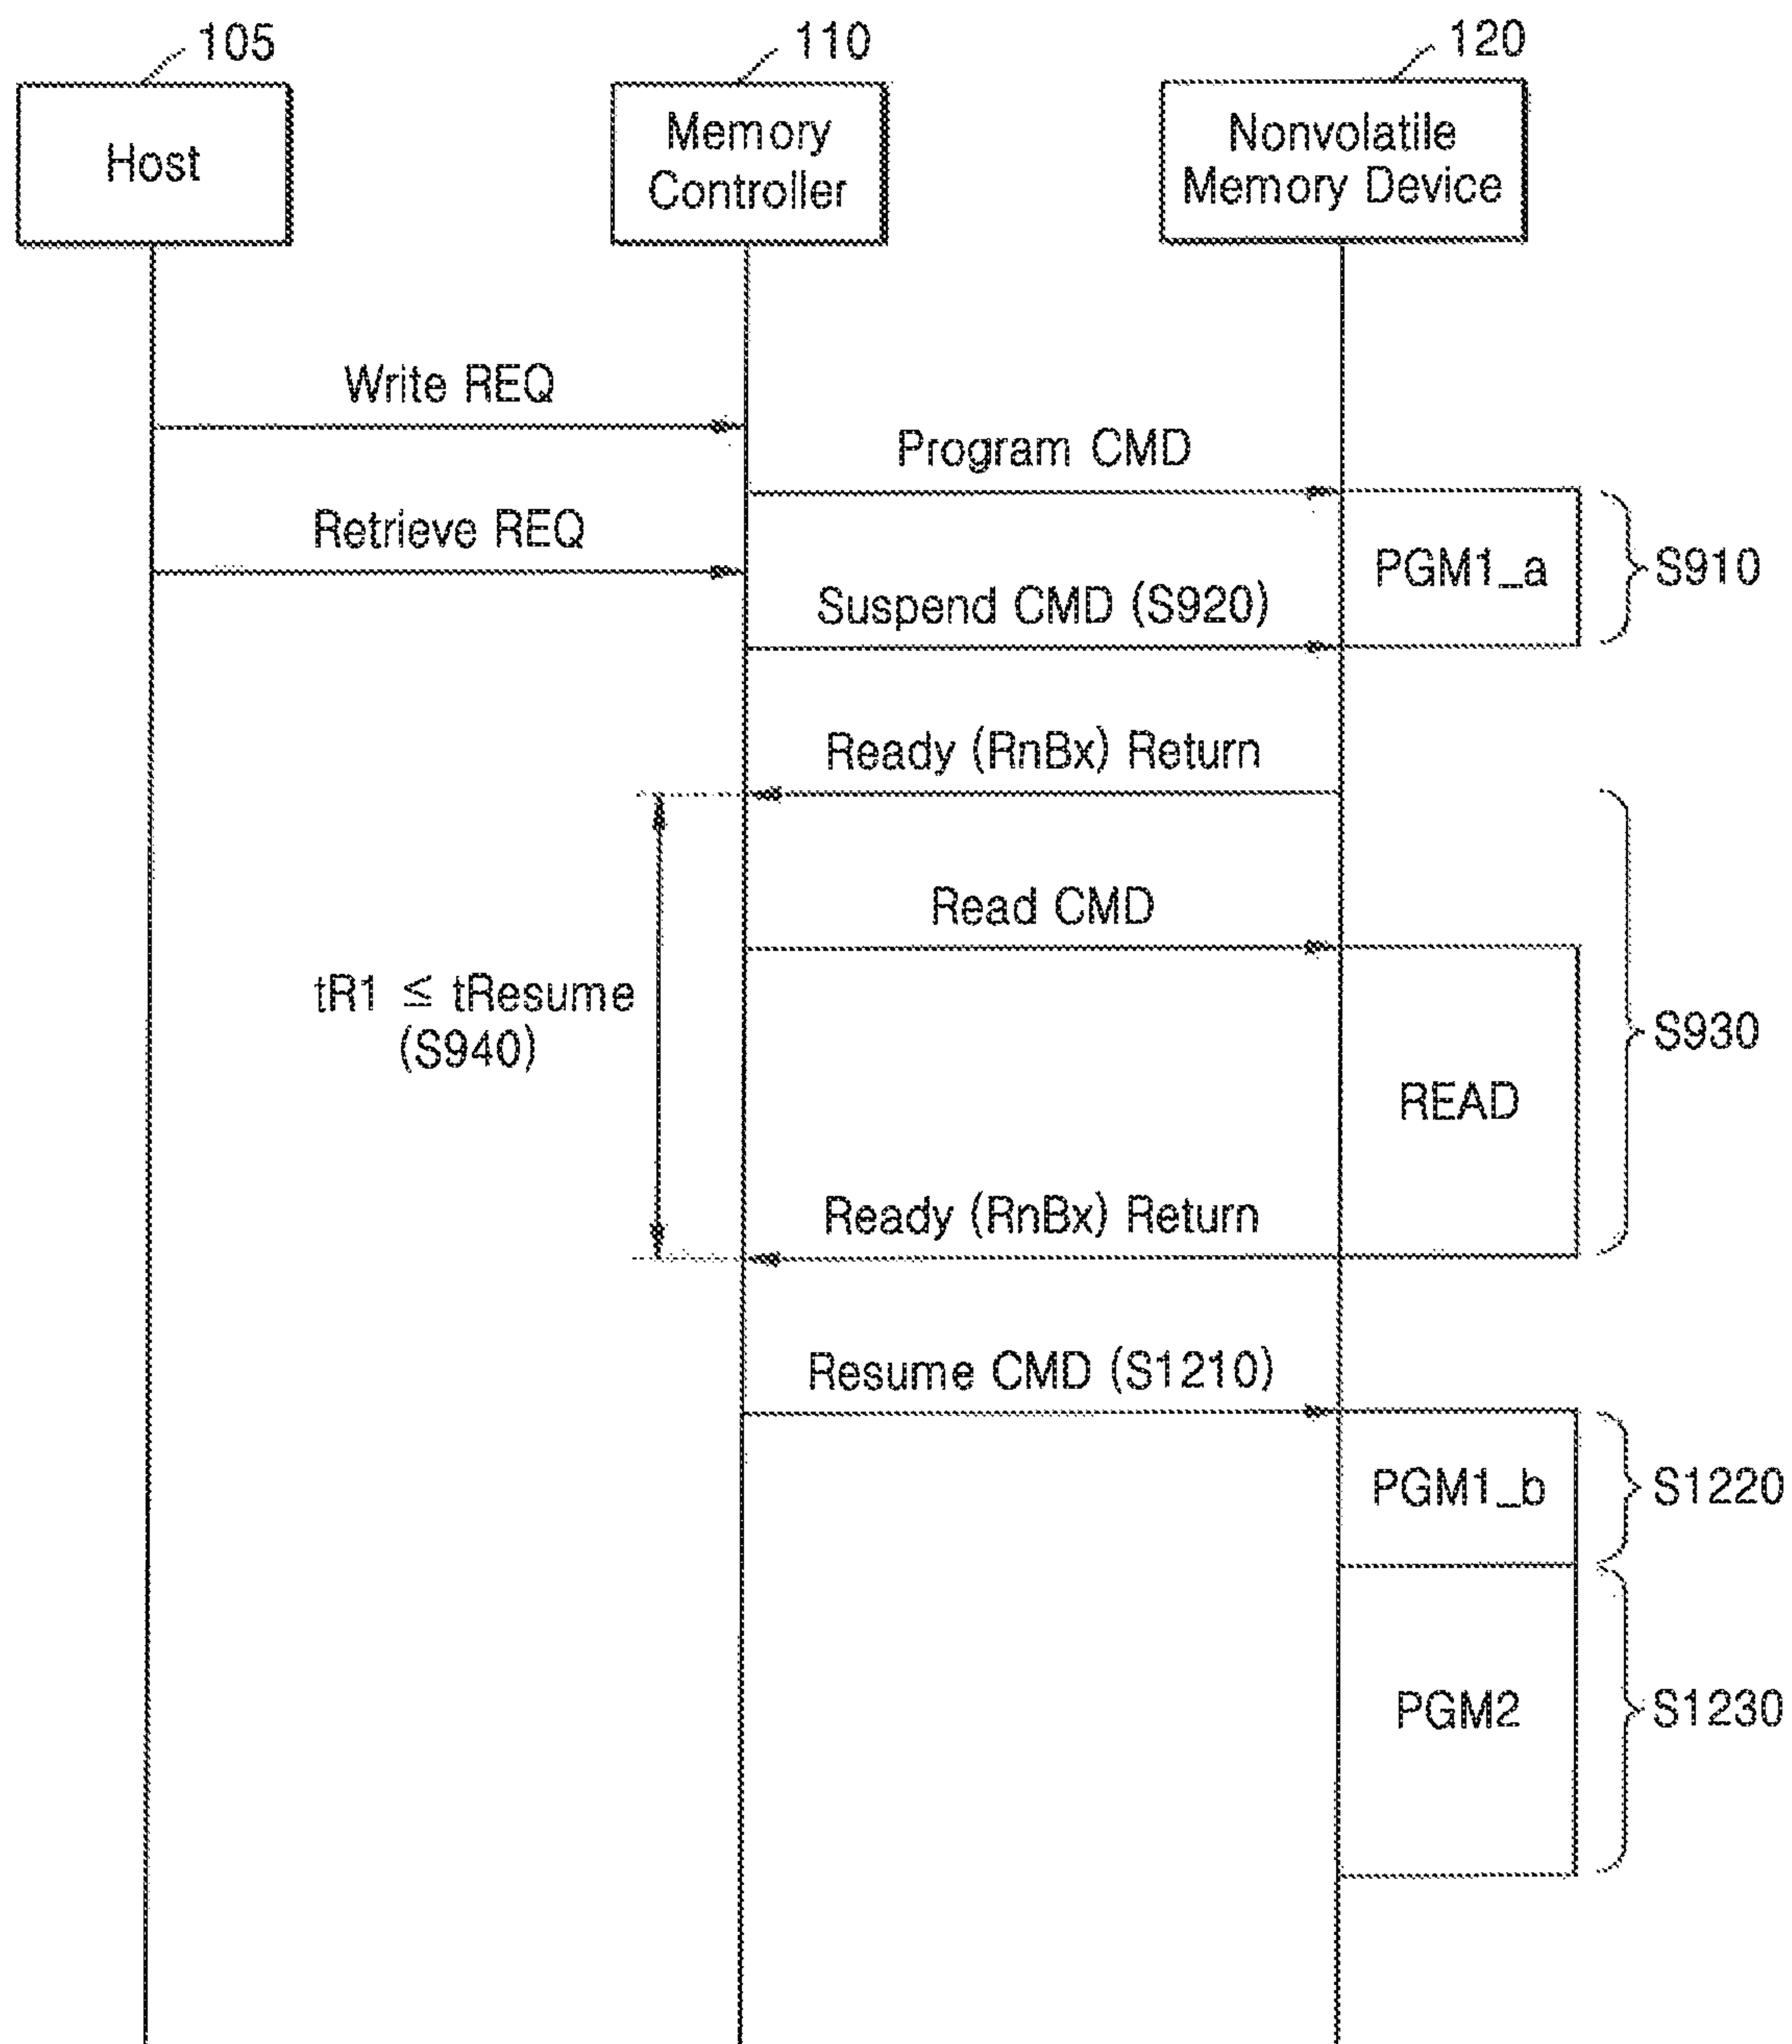 105
110
120
Host
Memory
Controller
Nonvolatile
Memory Device
Write REQ
Program CMD
Retrieve REQ
PGM1_a
S910
Suspend CMD (S920)
Ready (RnBx) Return
Read CMD
tR1 ≤ tResume
(S940)
S930
READ
Ready (RnBx) Return
Resume CMD (S1210)
PGM1_b
S1220
PGM2
S1230